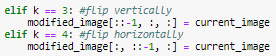 elif k == 3: #flip vertically
    modified_image[::-1, :, :] = current_image
elif k == 4: #flip horizontally
    modified_image[:, ::-1, :] = current_image